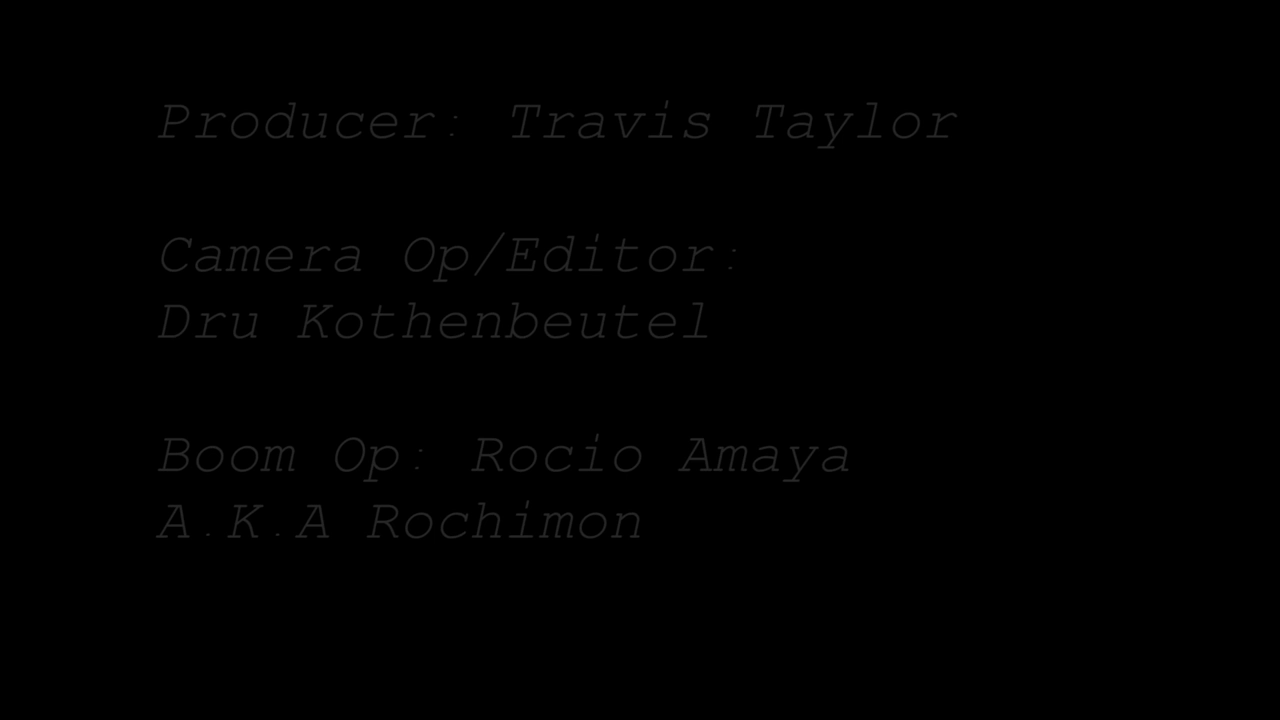 Producer: Travis Taylor
Camera Op/Editor:
Dru Kothenbeutel
Boom Op: Rocio Amaya
A.K.A Rochimon